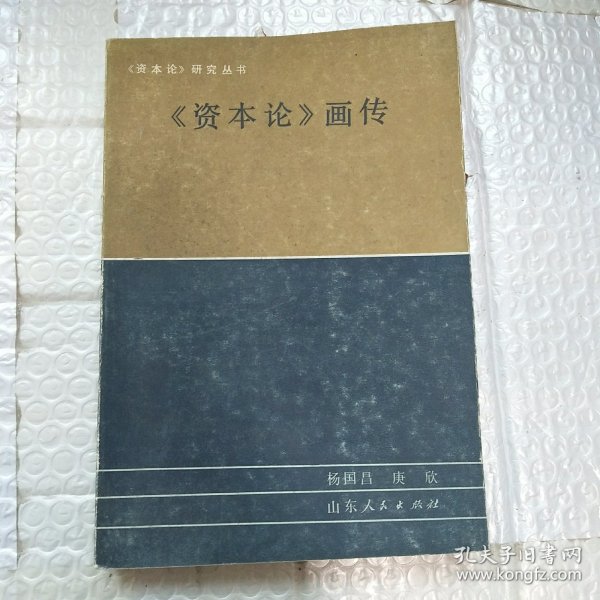 《资本论》研究丛书
《资本论》画传
杨国昌 庚 欣
山东人民出版社
孔夫子旧书网
www.kongfz.com